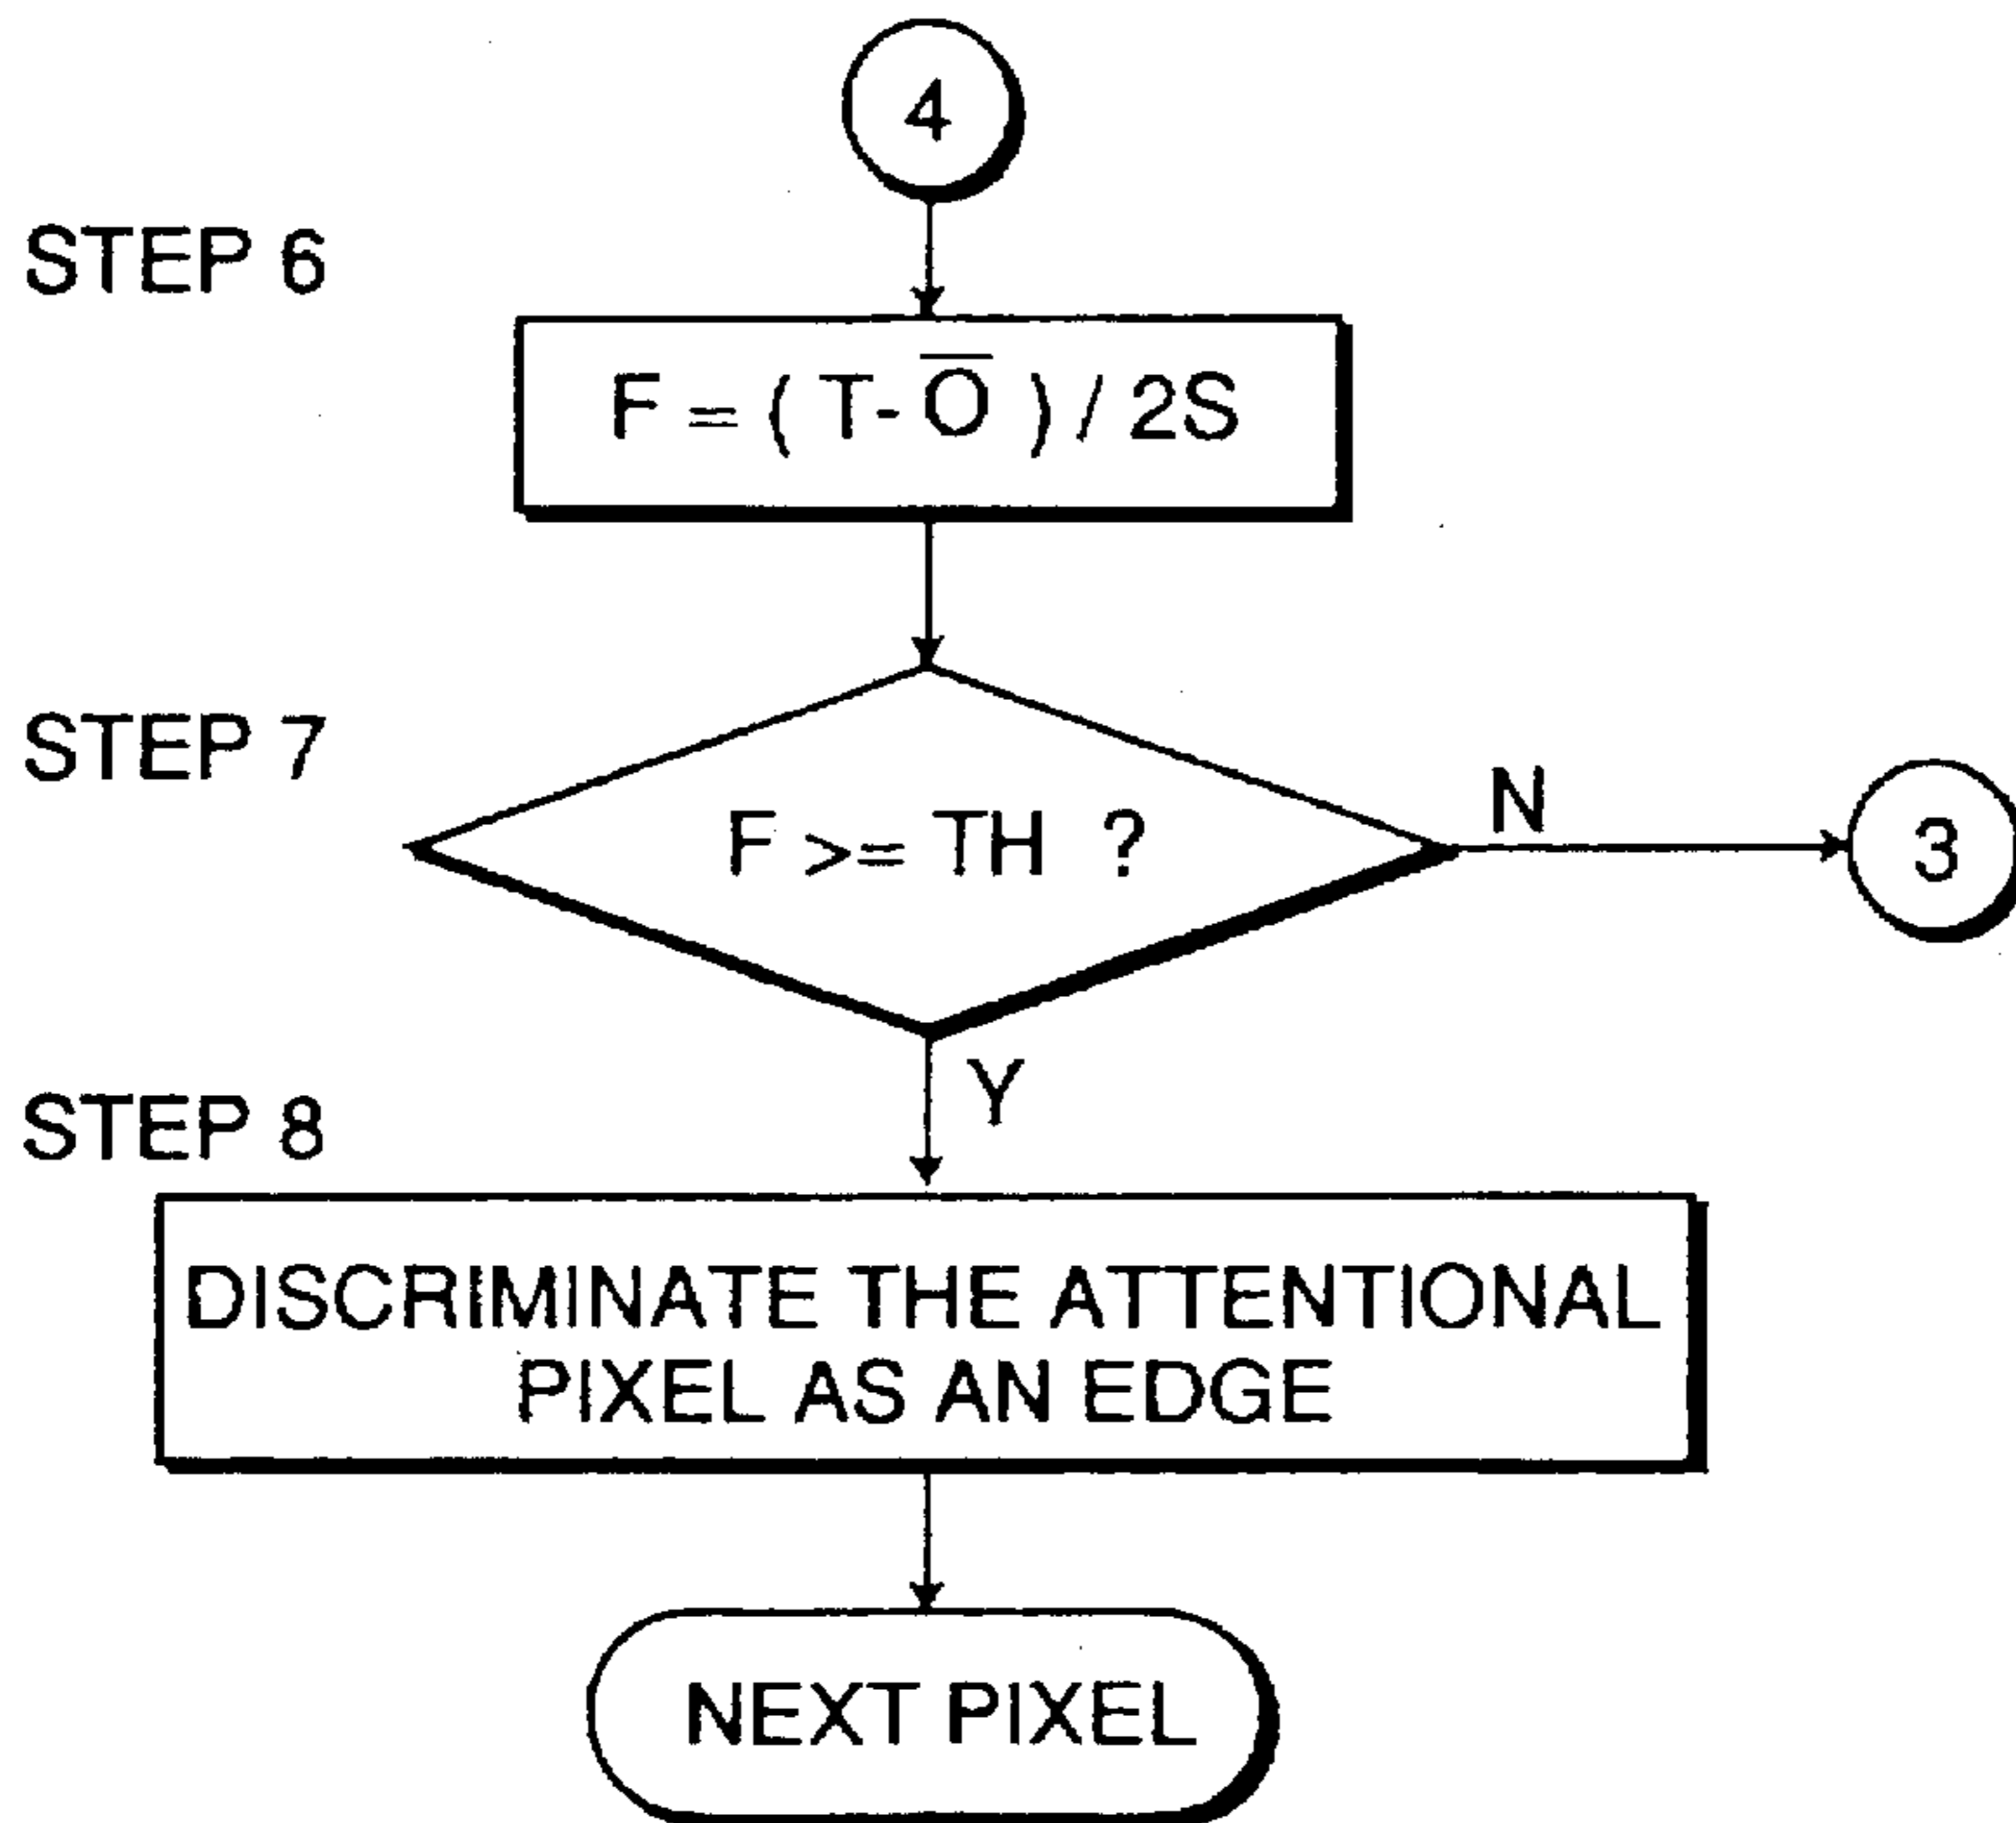 4
STEP 6
F = ( T- O̅ ) / 2S
STEP 7
F >= TH ?
N
3
Y
STEP 8
DISCRIMINATE THE ATTENTIONAL
PIXEL AS AN EDGE
NEXT PIXEL